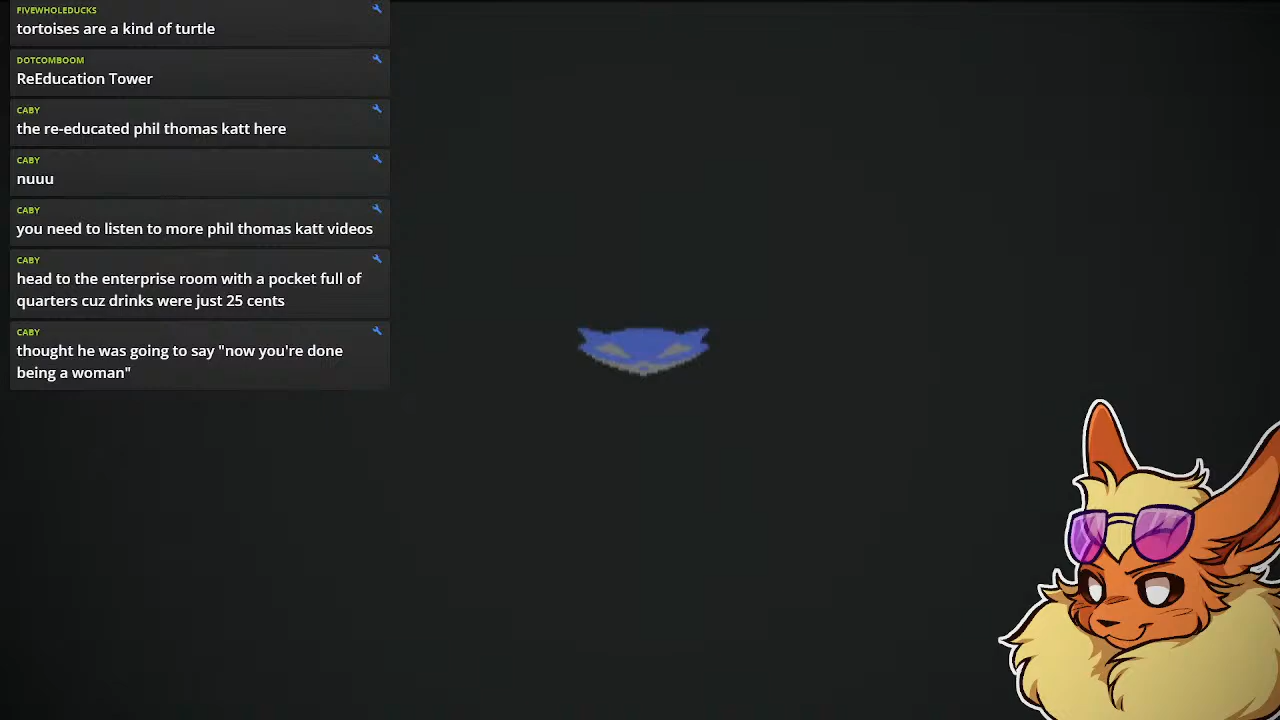 FIVEWHOLEDUCKS
tortoises are a kind of turtle
DOTCOMBOOM
ReEducation Tower
CABY
the re-educated phil thomas katt here
CABY
nuuu
CABY
you need to listen to more phil thomas katt videos
CABY
head to the enterprise room with a pocket full of
quarters cuz drinks were just 25 cents
CABY
thought he was going to say "now you're done
being a woman"